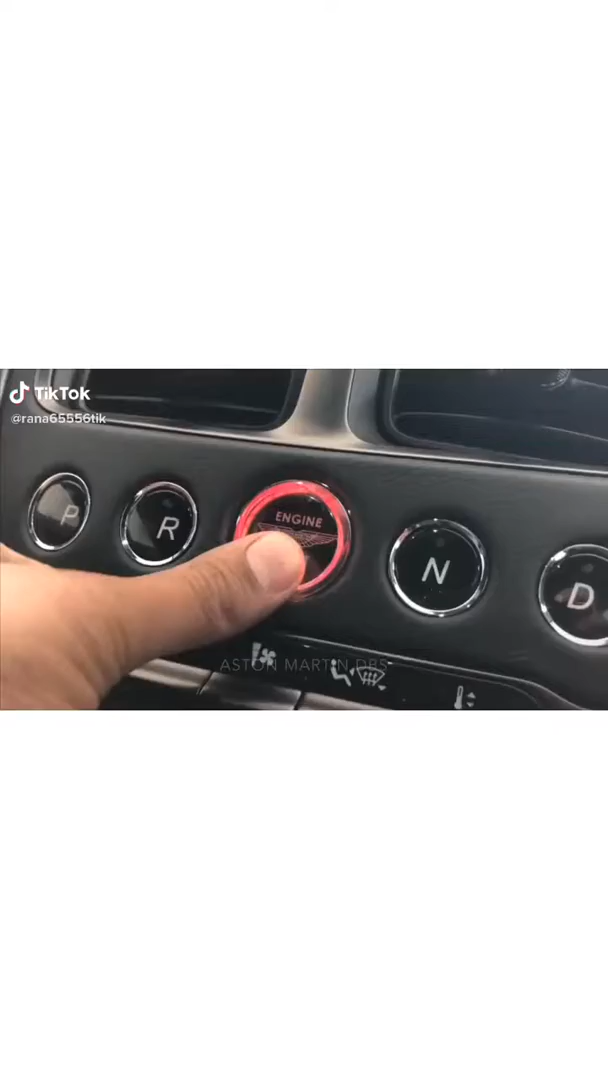 TikTok
@rana65556tik
P
R
ENGINE
N
D
ASTON MARTIN DBS